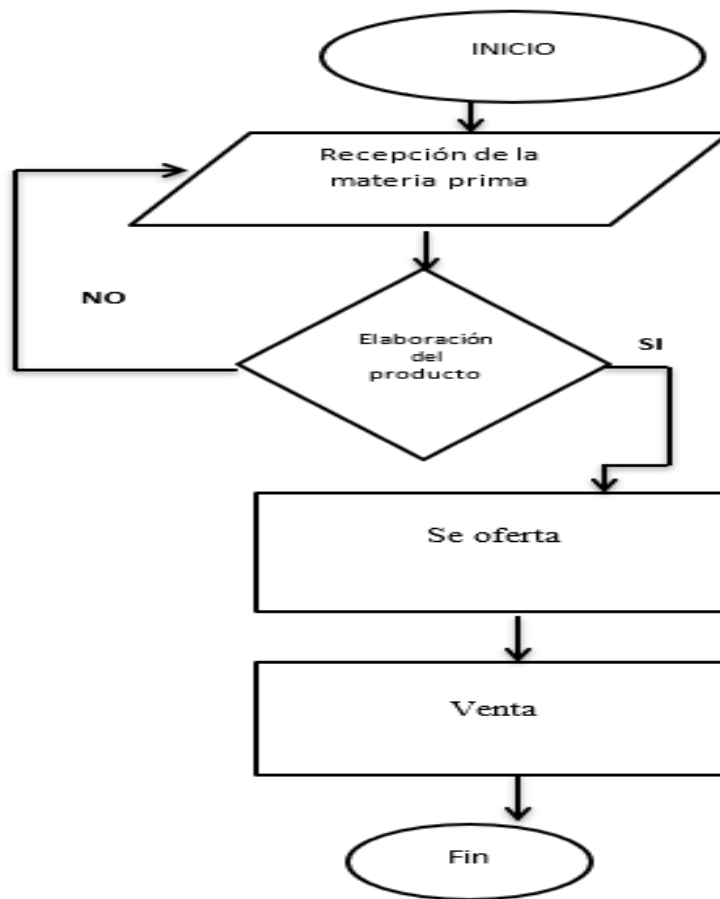 INICIO
Recepción de la
materia prima
NO
Elaboración
del
producto
SI
Se oferta
Venta
Fin